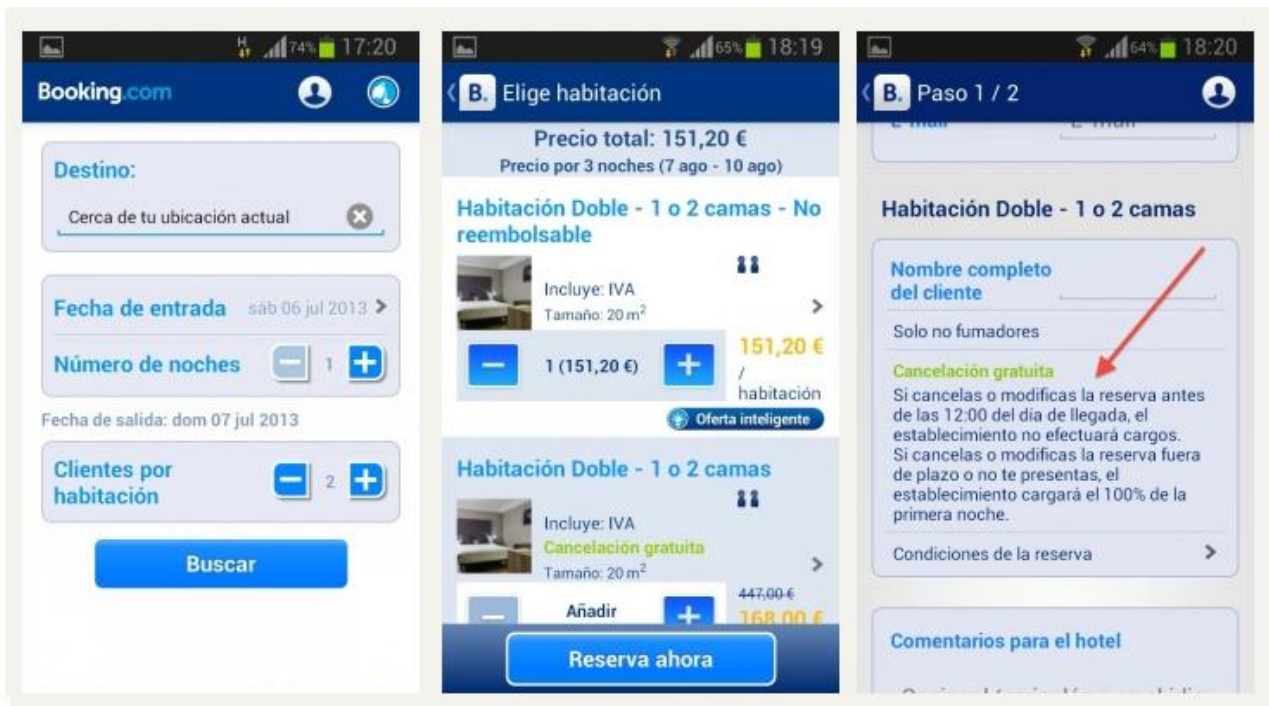 H
74% 17:20
Booking.com
Destino:
Cerca de tu ubicación actual
Fecha de entrada sáb 06 jul 2013
Número de noches 1
Fecha de salida: dom 07 jul 2013
Clientes por
habitación 2
Buscar
65% 18:19
B. Elige habitación
Precio total: 151,20 €
Precio por 3 noches (7 ago - 10 ago)
Habitación Doble - 1 o 2 camas - No
reembolsable
Incluye: IVA
Tamaño: 20 m²
1 (151,20 €)
151,20 €
/
habitación
Oferta inteligente
Habitación Doble - 1 o 2 camas
Incluye: IVA
Cancelación gratuita
Tamaño: 20 m²
447,00 €
Añadir
168,00 €
Reserva ahora
64% 18:20
B. Paso 1 / 2
E-mail E-mail
Habitación Doble - 1 o 2 camas
Nombre completo
del cliente
Solo no fumadores
Cancelación gratuita
Si cancelas o modificas la reserva antes
de las 12:00 del día de llegada, el
establecimiento no efectuará cargos.
Si cancelas o modificas la reserva fuera
de plazo o no te presentas, el
establecimiento cargará el 100% de la
primera noche.
Condiciones de la reserva
Comentarios para el hotel